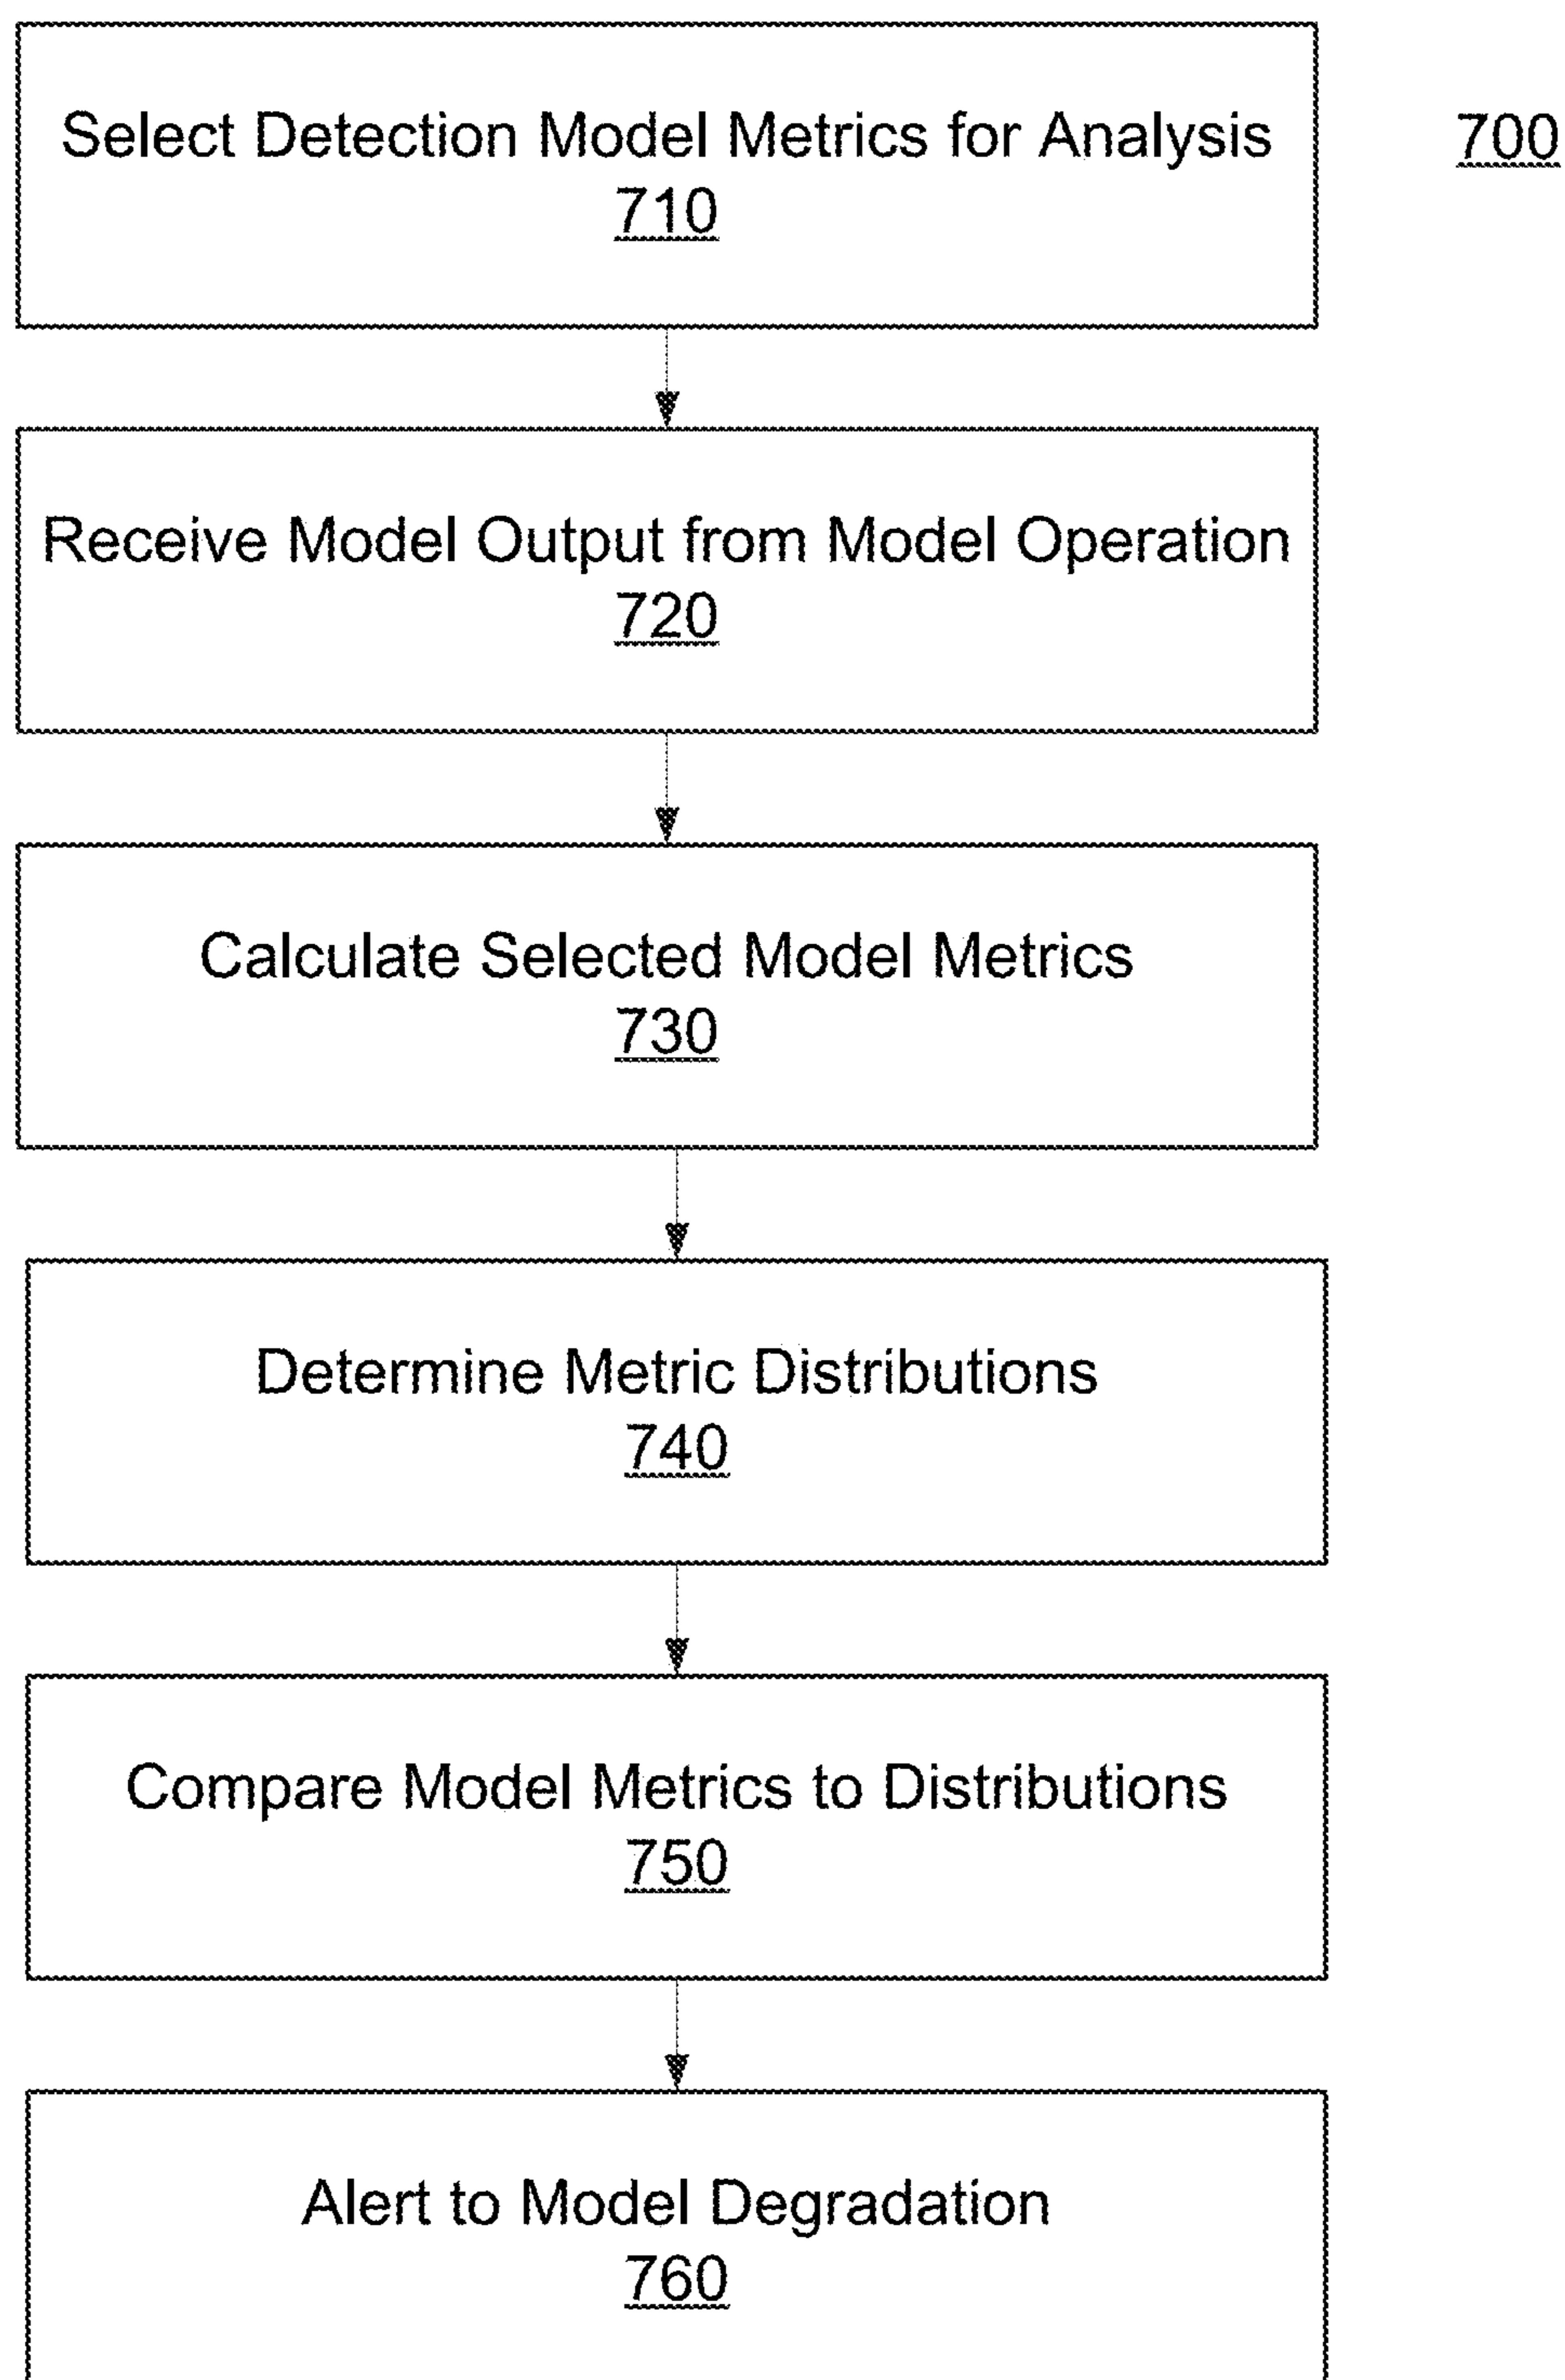 Select Detection Model Metrics for Analysis
710
700
Receive Model Output from Model Operation
720
Calculate Selected Model Metrics
730
Determine Metric Distributions
740
Compare Model Metrics to Distributions
750
Alert to Model Degradation
760